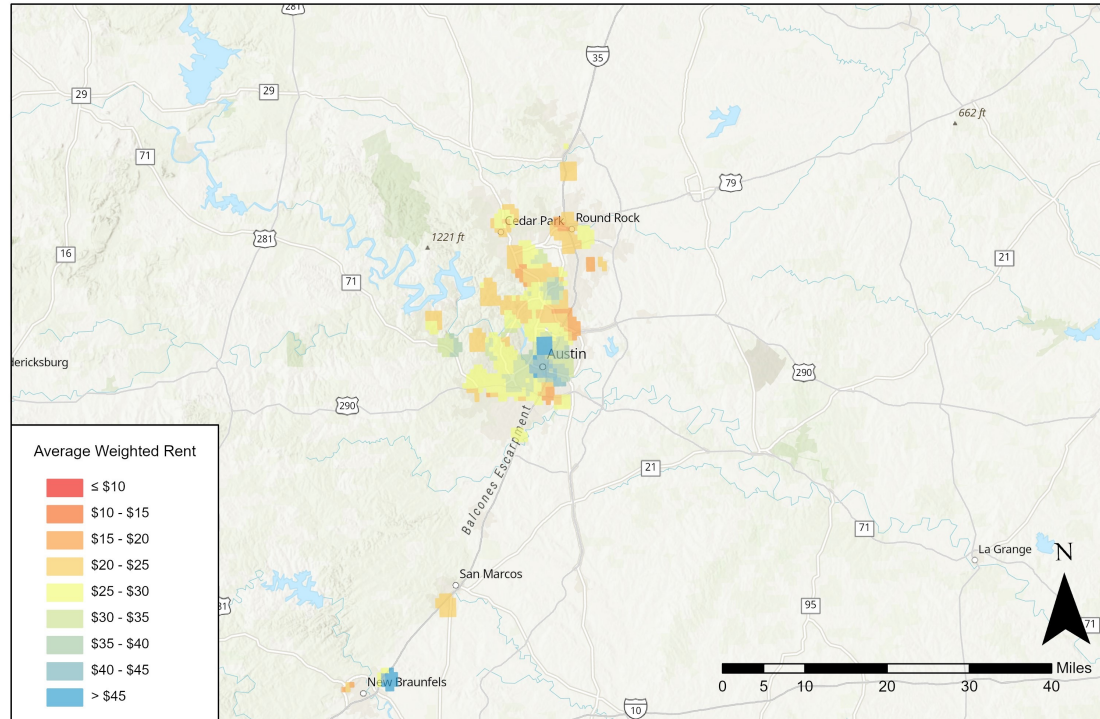 281
35
29
29
662 ft
71
79
Cedar Park
Round Rock
281
1221 ft
16
21
71
Austin
290
dericksburg
290
Balcones Escarpment
Average Weighted Rent
21
≤ $10
$10 - $15
$15 - $20
71
$20 - $25
La Grange
N
San Marcos
$25 - $30
31
95
$30 - $35
71
$35 - $40
$40 - $45
Miles
New Braunfels
0
5
10
20
30
40
> $45
10